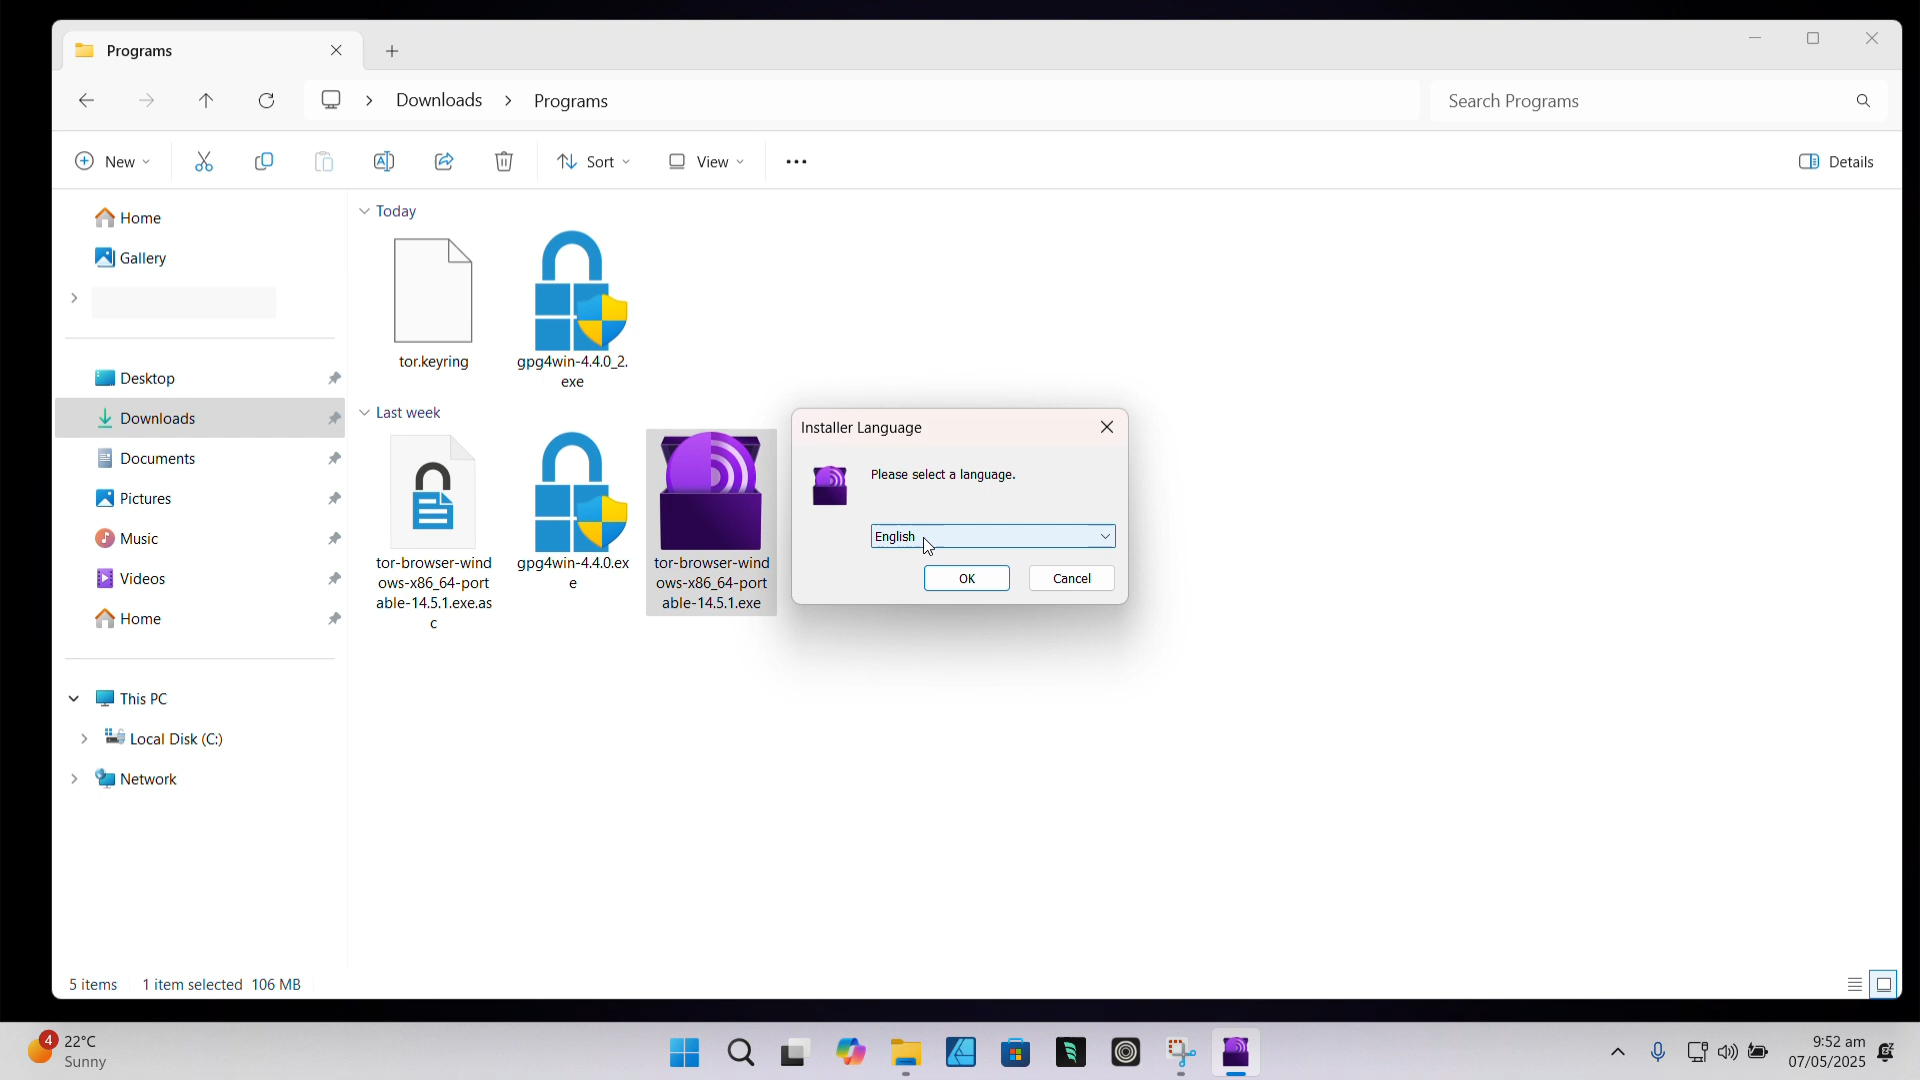 Programs
Downloads
Programs
Search Programs
New
Sort
View
Details
Home
Gallery
Desktop
Downloads
Documents
Pictures
Music
Videos
Home
This PC
Local Disk (C:)
Network
Today
tor.keyring
gpg4win-4.4.0_2.
exe
Last week
tor-browser-wind
ows-x86_64-port
able-14.5.1.exe.as
c
gpg4win-4.4.0.ex
e
tor-browser-wind
ows-x86_64-port
able-14.5.1.exe
Installer Language
Please select a language.
English
OK
Cancel
5 items
1 item selected 106 MB
4
22°C
Sunny
9:52 am
07/05/2025